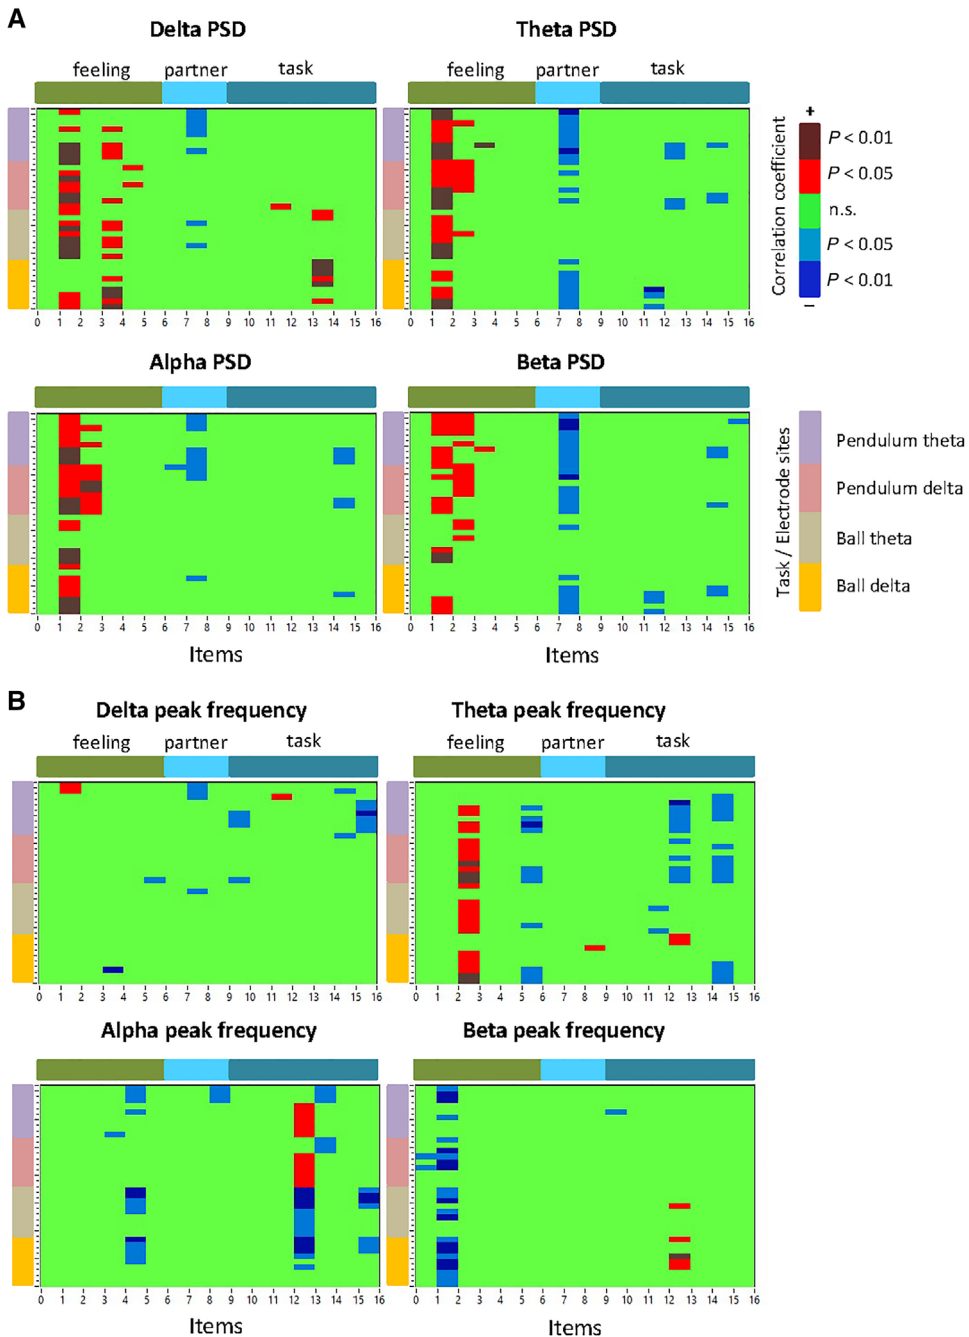 A
Delta PSD
Theta PSD
feeling partner task
feeling partner task
0 1 2 3 4 5 6 7 8 9 10 11 12 13 14 15 16
0 1 2 3 4 5 6 7 8 9 10 11 12 13 14 15 16
Correlation coefficient
+
P < 0.01
P < 0.05
n.s.
P < 0.05
P < 0.01
–
Alpha PSD
Beta PSD
0 1 2 3 4 5 6 7 8 9 10 11 12 13 14 15 16
0 1 2 3 4 5 6 7 8 9 10 11 12 13 14 15 16
Items
Items
Task / Electrode sites
Pendulum theta
Pendulum delta
Ball theta
Ball delta
B
Delta peak frequency
Theta peak frequency
feeling partner task
feeling partner task
0 1 2 3 4 5 6 7 8 9 10 11 12 13 14 15 16
0 1 2 3 4 5 6 7 8 9 10 11 12 13 14 15 16
Alpha peak frequency
Beta peak frequency
0 1 2 3 4 5 6 7 8 9 10 11 12 13 14 15 16
0 1 2 3 4 5 6 7 8 9 10 11 12 13 14 15 16
Items
Items